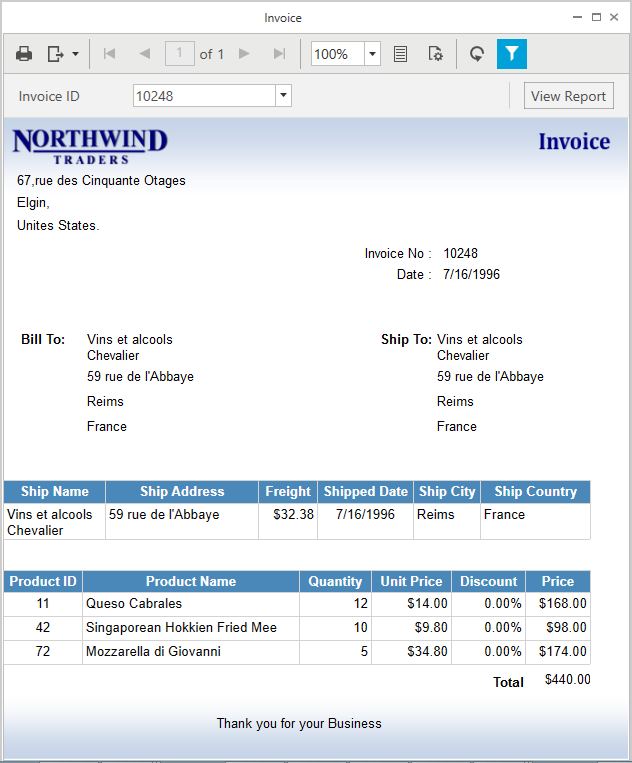 Invoice
1 of 1 100%
Invoice ID 10248 View Report
NORTHWIND Invoice
TRADERS
67,rue des Cinquante Otages
Elgin,
Unites States.
Invoice No : 10248
Date : 7/16/1996
Bill To: Vins et alcools Ship To: Vins et alcools
Chevalier Chevalier
59 rue de l'Abbaye 59 rue de l'Abbaye
Reims Reims
France France
Ship Name Ship Address Freight Shipped Date Ship City Ship Country
Vins et alcools 59 rue de l'Abbaye $32.38 7/16/1996 Reims France
Chevalier
Product ID Product Name Quantity Unit Price Discount Price
11 Queso Cabrales 12 $14.00 0.00% $168.00
42 Singaporean Hokkien Fried Mee 10 $9.80 0.00% $98.00
72 Mozzarella di Giovanni 5 $34.80 0.00% $174.00
Total $440.00
Thank you for your Business